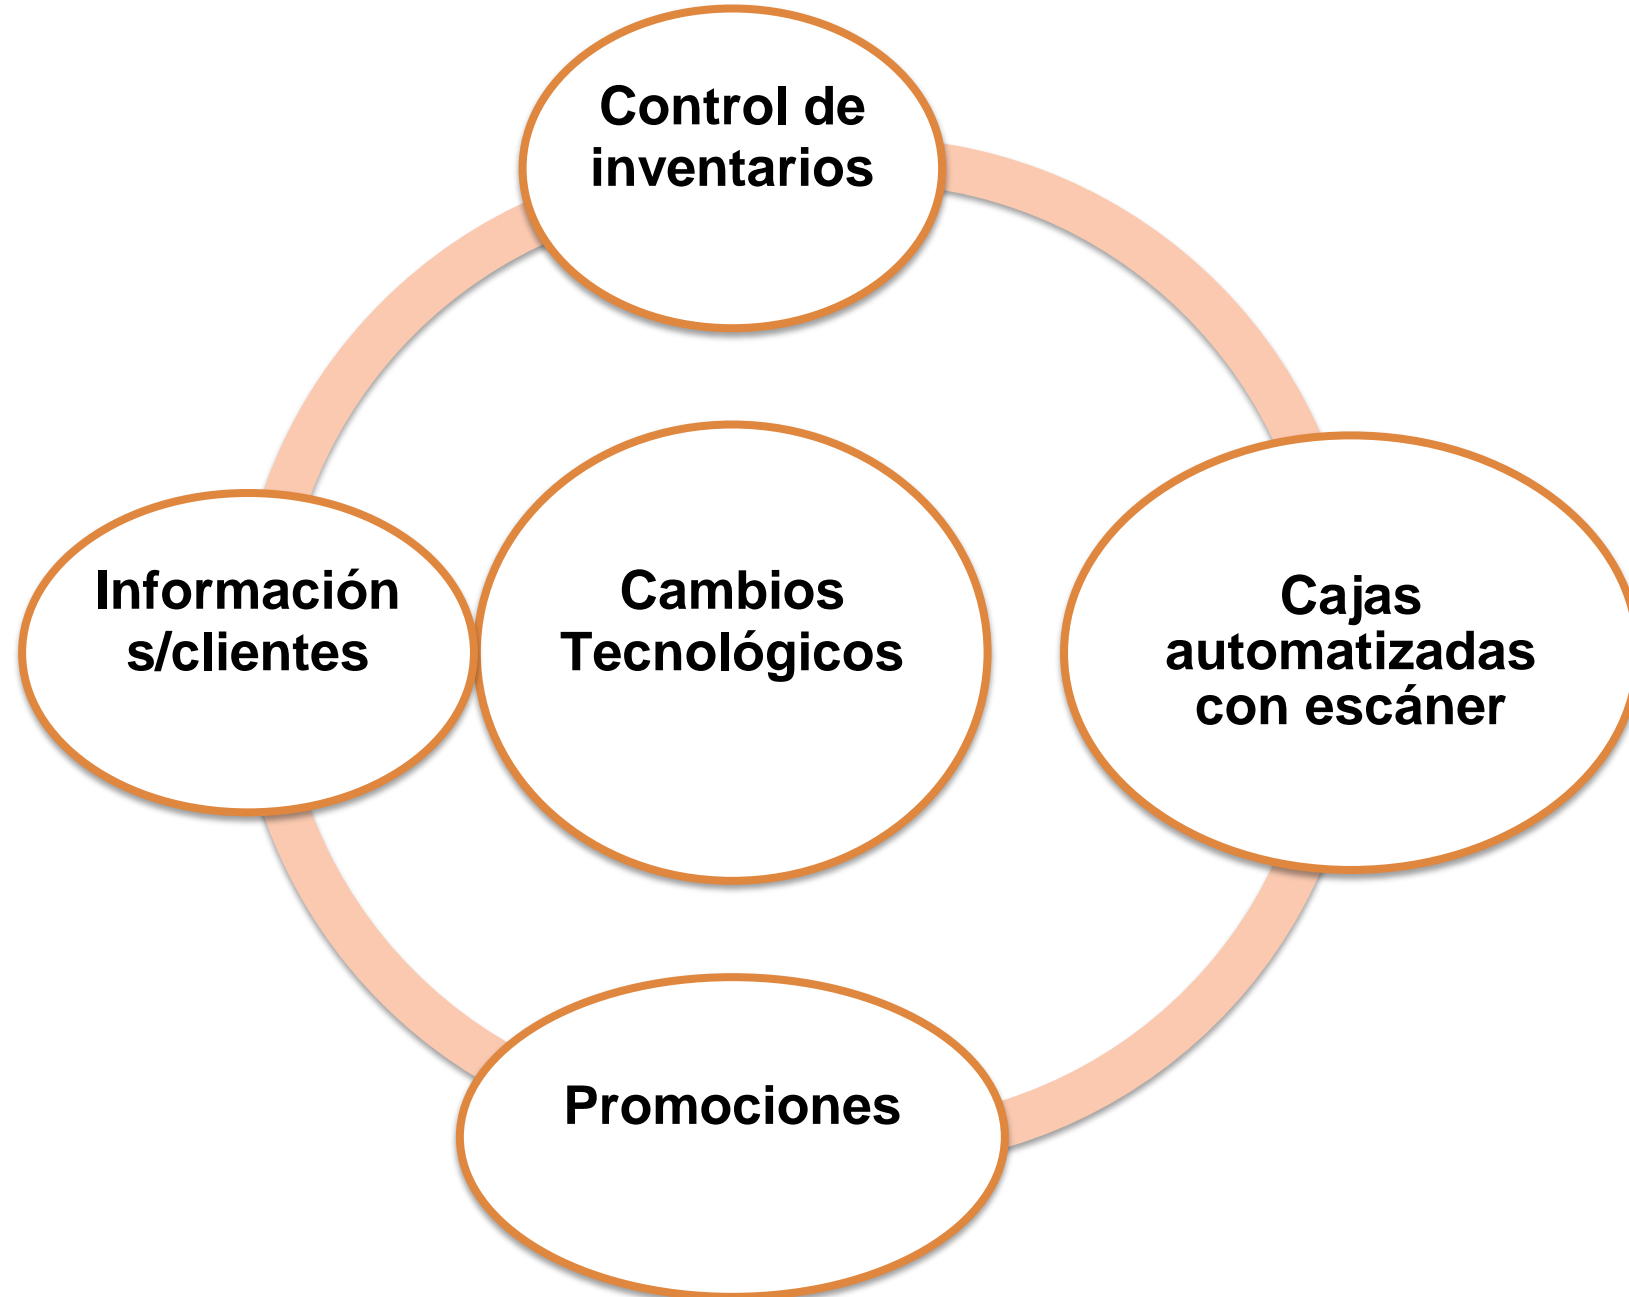 Control de
inventarios
Información
s/clientes
Cambios
Tecnológicos
Cajas
automatizadas
con escáner
Promociones